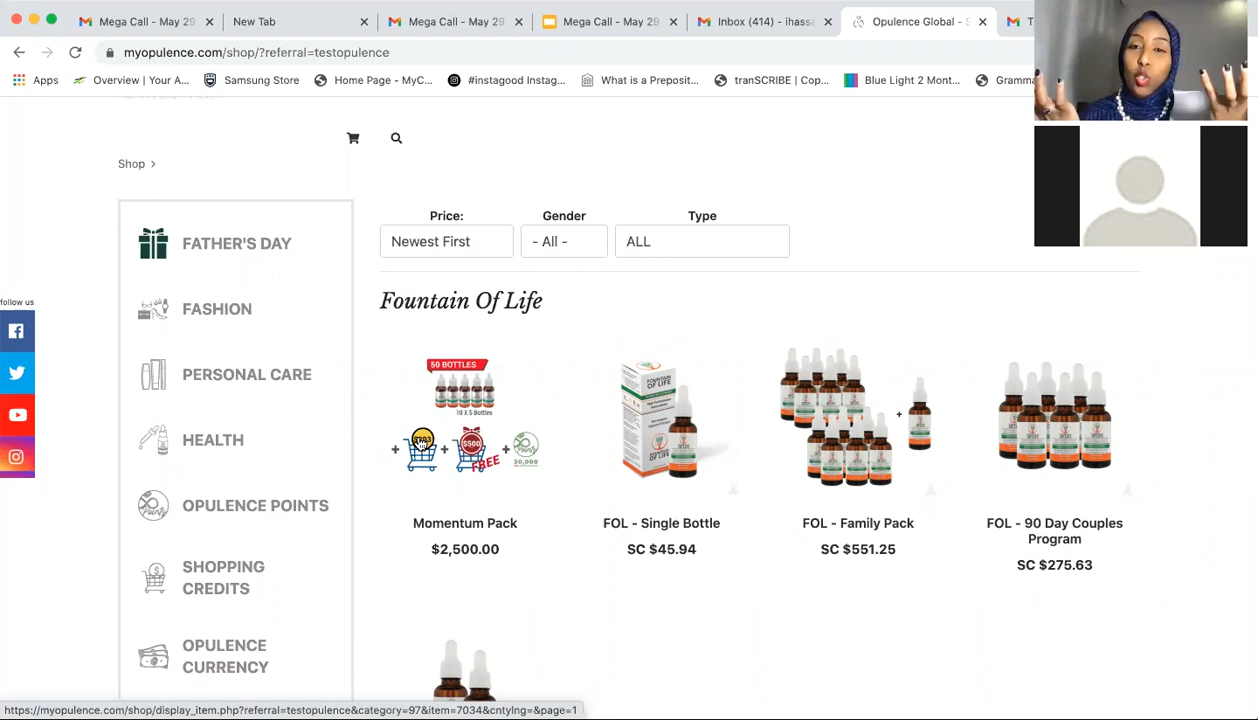 Mega Call - May 29
New Tab
Mega Call - May 29
Mega Call - May 29
Inbox (414) - ihass
Opulence Global - S
T
myopulence.com/shop/?referral=testopulence
Apps
Overview | Your A...
Samsung Store
Home Page - MyC...
#instagood Instag...
What is a Preposit...
tranSCRIBE | Cop...
Blue Light 2 Mont...
Gramma
Shop >
FATHER'S DAY
FASHION
PERSONAL CARE
HEALTH
OPULENCE POINTS
SHOPPING
CREDITS
OPULENCE
CURRENCY
follow us
Price:
Gender
Type
Newest First
- All -
ALL
Fountain Of Life
50 BOTTLES
10 X 5 Bottles
+
+
$500
FREE
+
Points
30,000
FOUNTAIN
OF LIFE
Momentum Pack
$2,500.00
FOL - Single Bottle
SC $45.94
FOL - Family Pack
SC $551.25
FOL - 90 Day Couples
Program
SC $275.63
https://myopulence.com/shop/display_item.php?referral=testopulence&category=97&item=7034&cntylng=&page=1